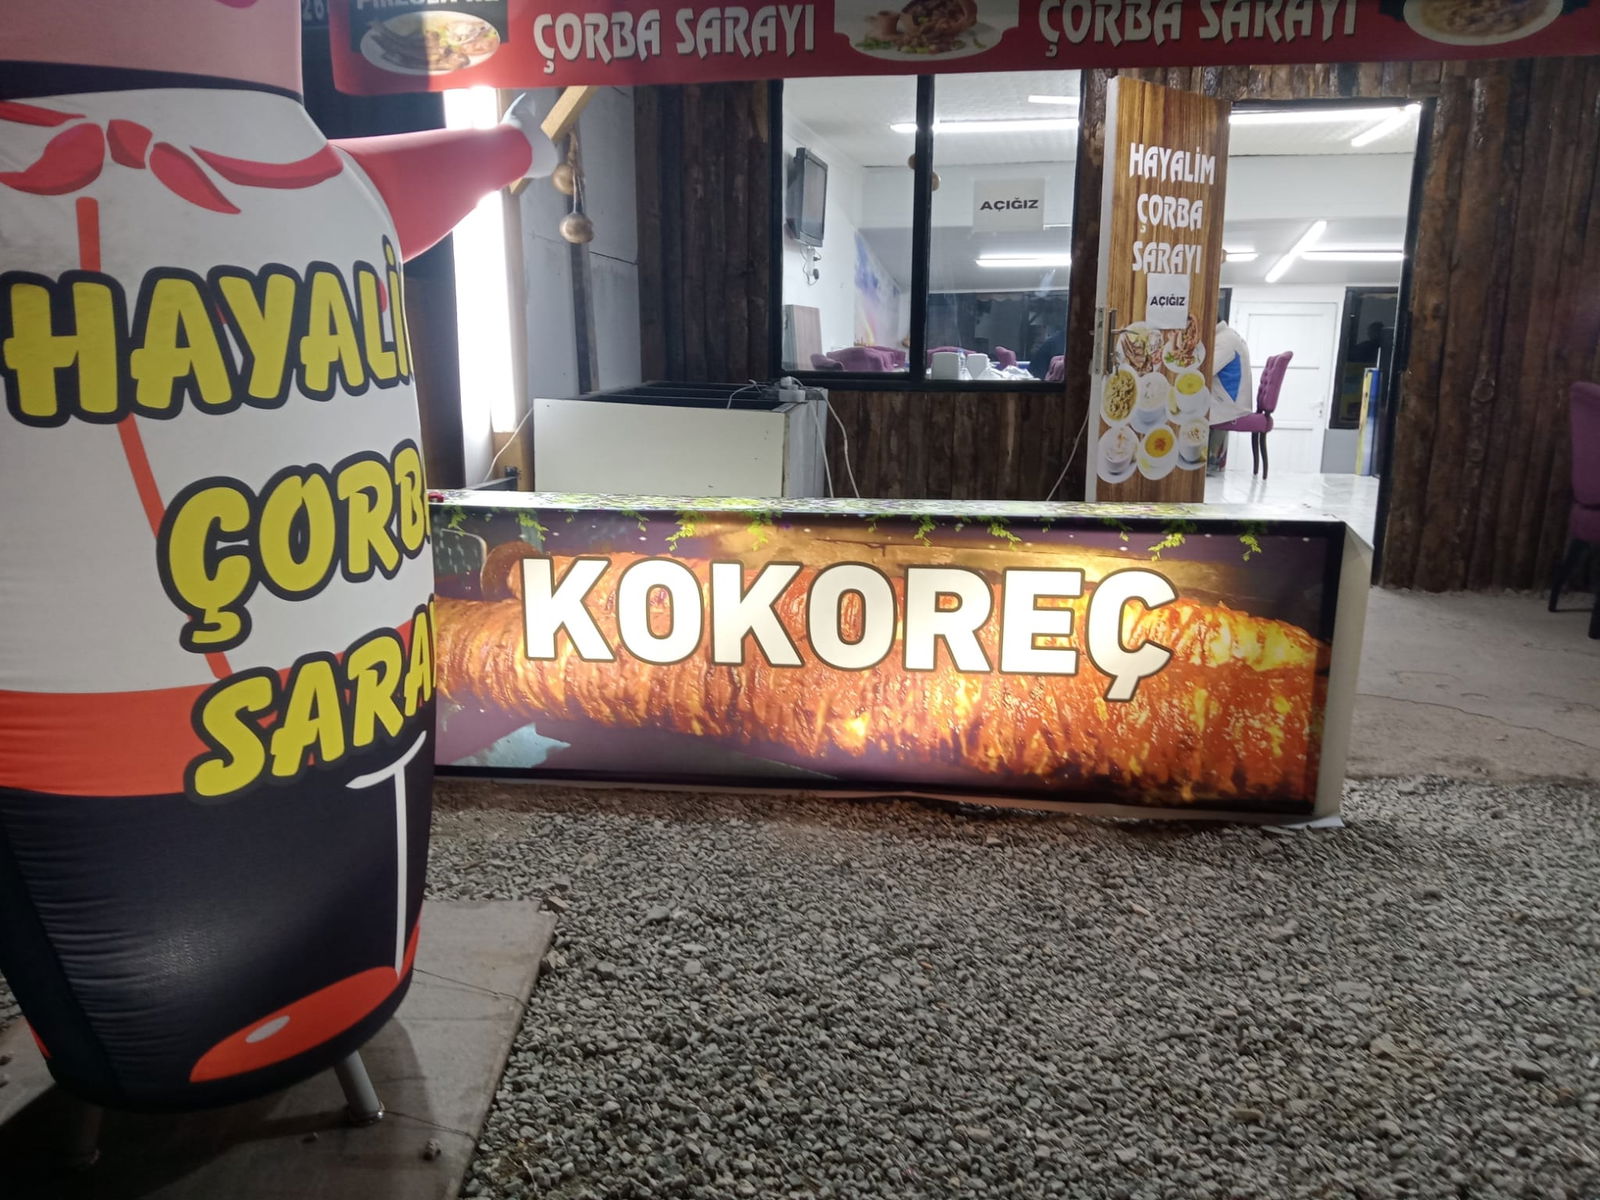 ÇORBA SARAYI
ÇORBA SARAYI
HAYALİM
ÇORBA
SARAYI
AÇIĞIZ
AÇIĞIZ
HAYALİ
ÇORB
SARA
KOKOREÇ